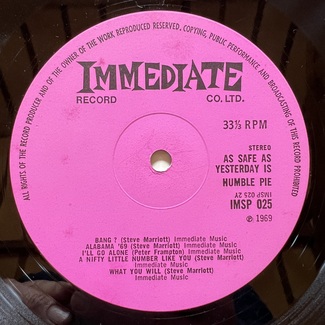 ALL RIGHTS OF THE RECORD PRODUCER AND OF THE OWNER OF THE WORK REPRODUCED RESERVED, COPYING, PUBLIC PERFORMANCE AND BROADCASTING OF THIS RECORD PROHIBITED
IMMEDIATE
RECORD CO. LTD.
33⅓ RPM
STEREO
AS SAFE AS
YESTERDAY IS
HUMBLE PIE
IMSP 025 A2
IMSP 025
℗ 1969
BANG ? (Steve Marriott) Immediate Music
ALABAMA '69 (Steve Marriott) Immediate Music
I'LL GO ALONE (Peter Frampton) Immediate Music
A NIFTY LITTLE NUMBER LIKE YOU (Steve Marriott)
Immediate Music
WHAT YOU WILL (Steve Marriott)
Immediate Music